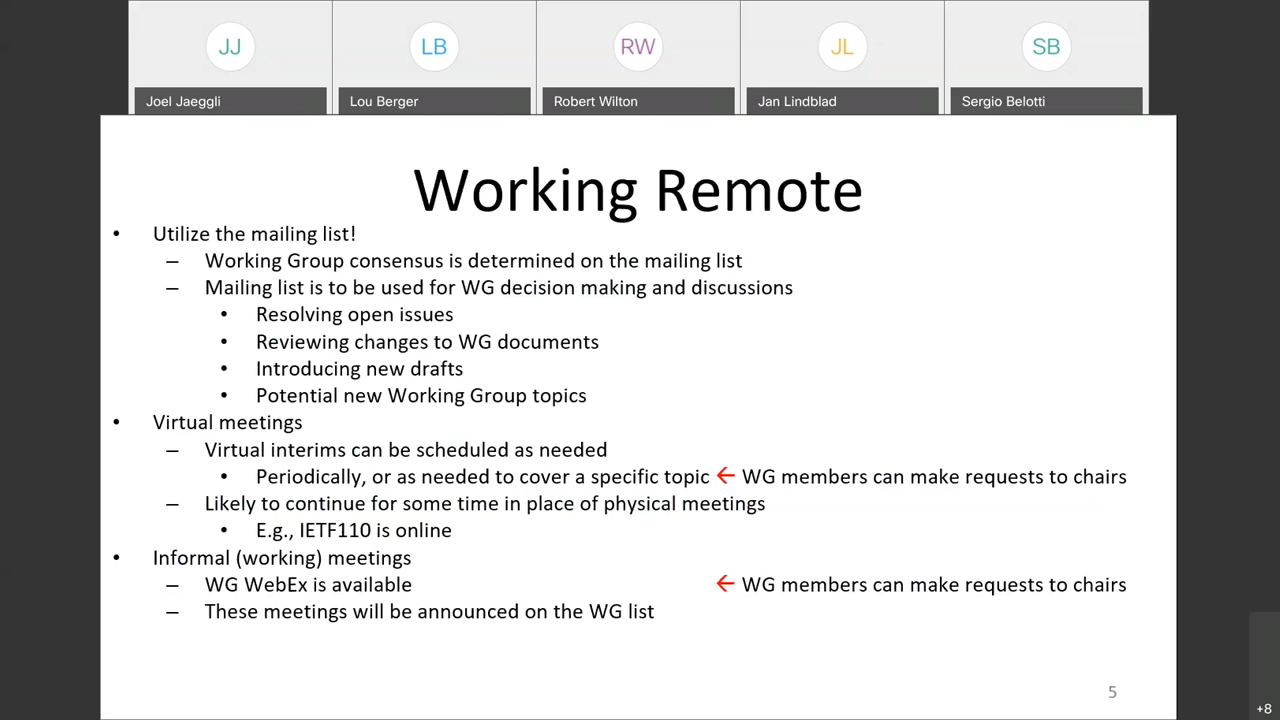 JJ
LB
RW
JL
SB
Joel Jaeggli
Lou Berger
Robert Wilton
Jan Lindblad
Sergio Belotti
Working Remote
• Utilize the mailing list!
– Working Group consensus is determined on the mailing list
– Mailing list is to be used for WG decision making and discussions
• Resolving open issues
• Reviewing changes to WG documents
• Introducing new drafts
• Potential new Working Group topics
• Virtual meetings
– Virtual interims can be scheduled as needed
• Periodically, or as needed to cover a specific topic ← WG members can make requests to chairs
– Likely to continue for some time in place of physical meetings
• E.g., IETF110 is online
• Informal (working) meetings
– WG WebEx is available ← WG members can make requests to chairs
– These meetings will be announced on the WG list
5
+8